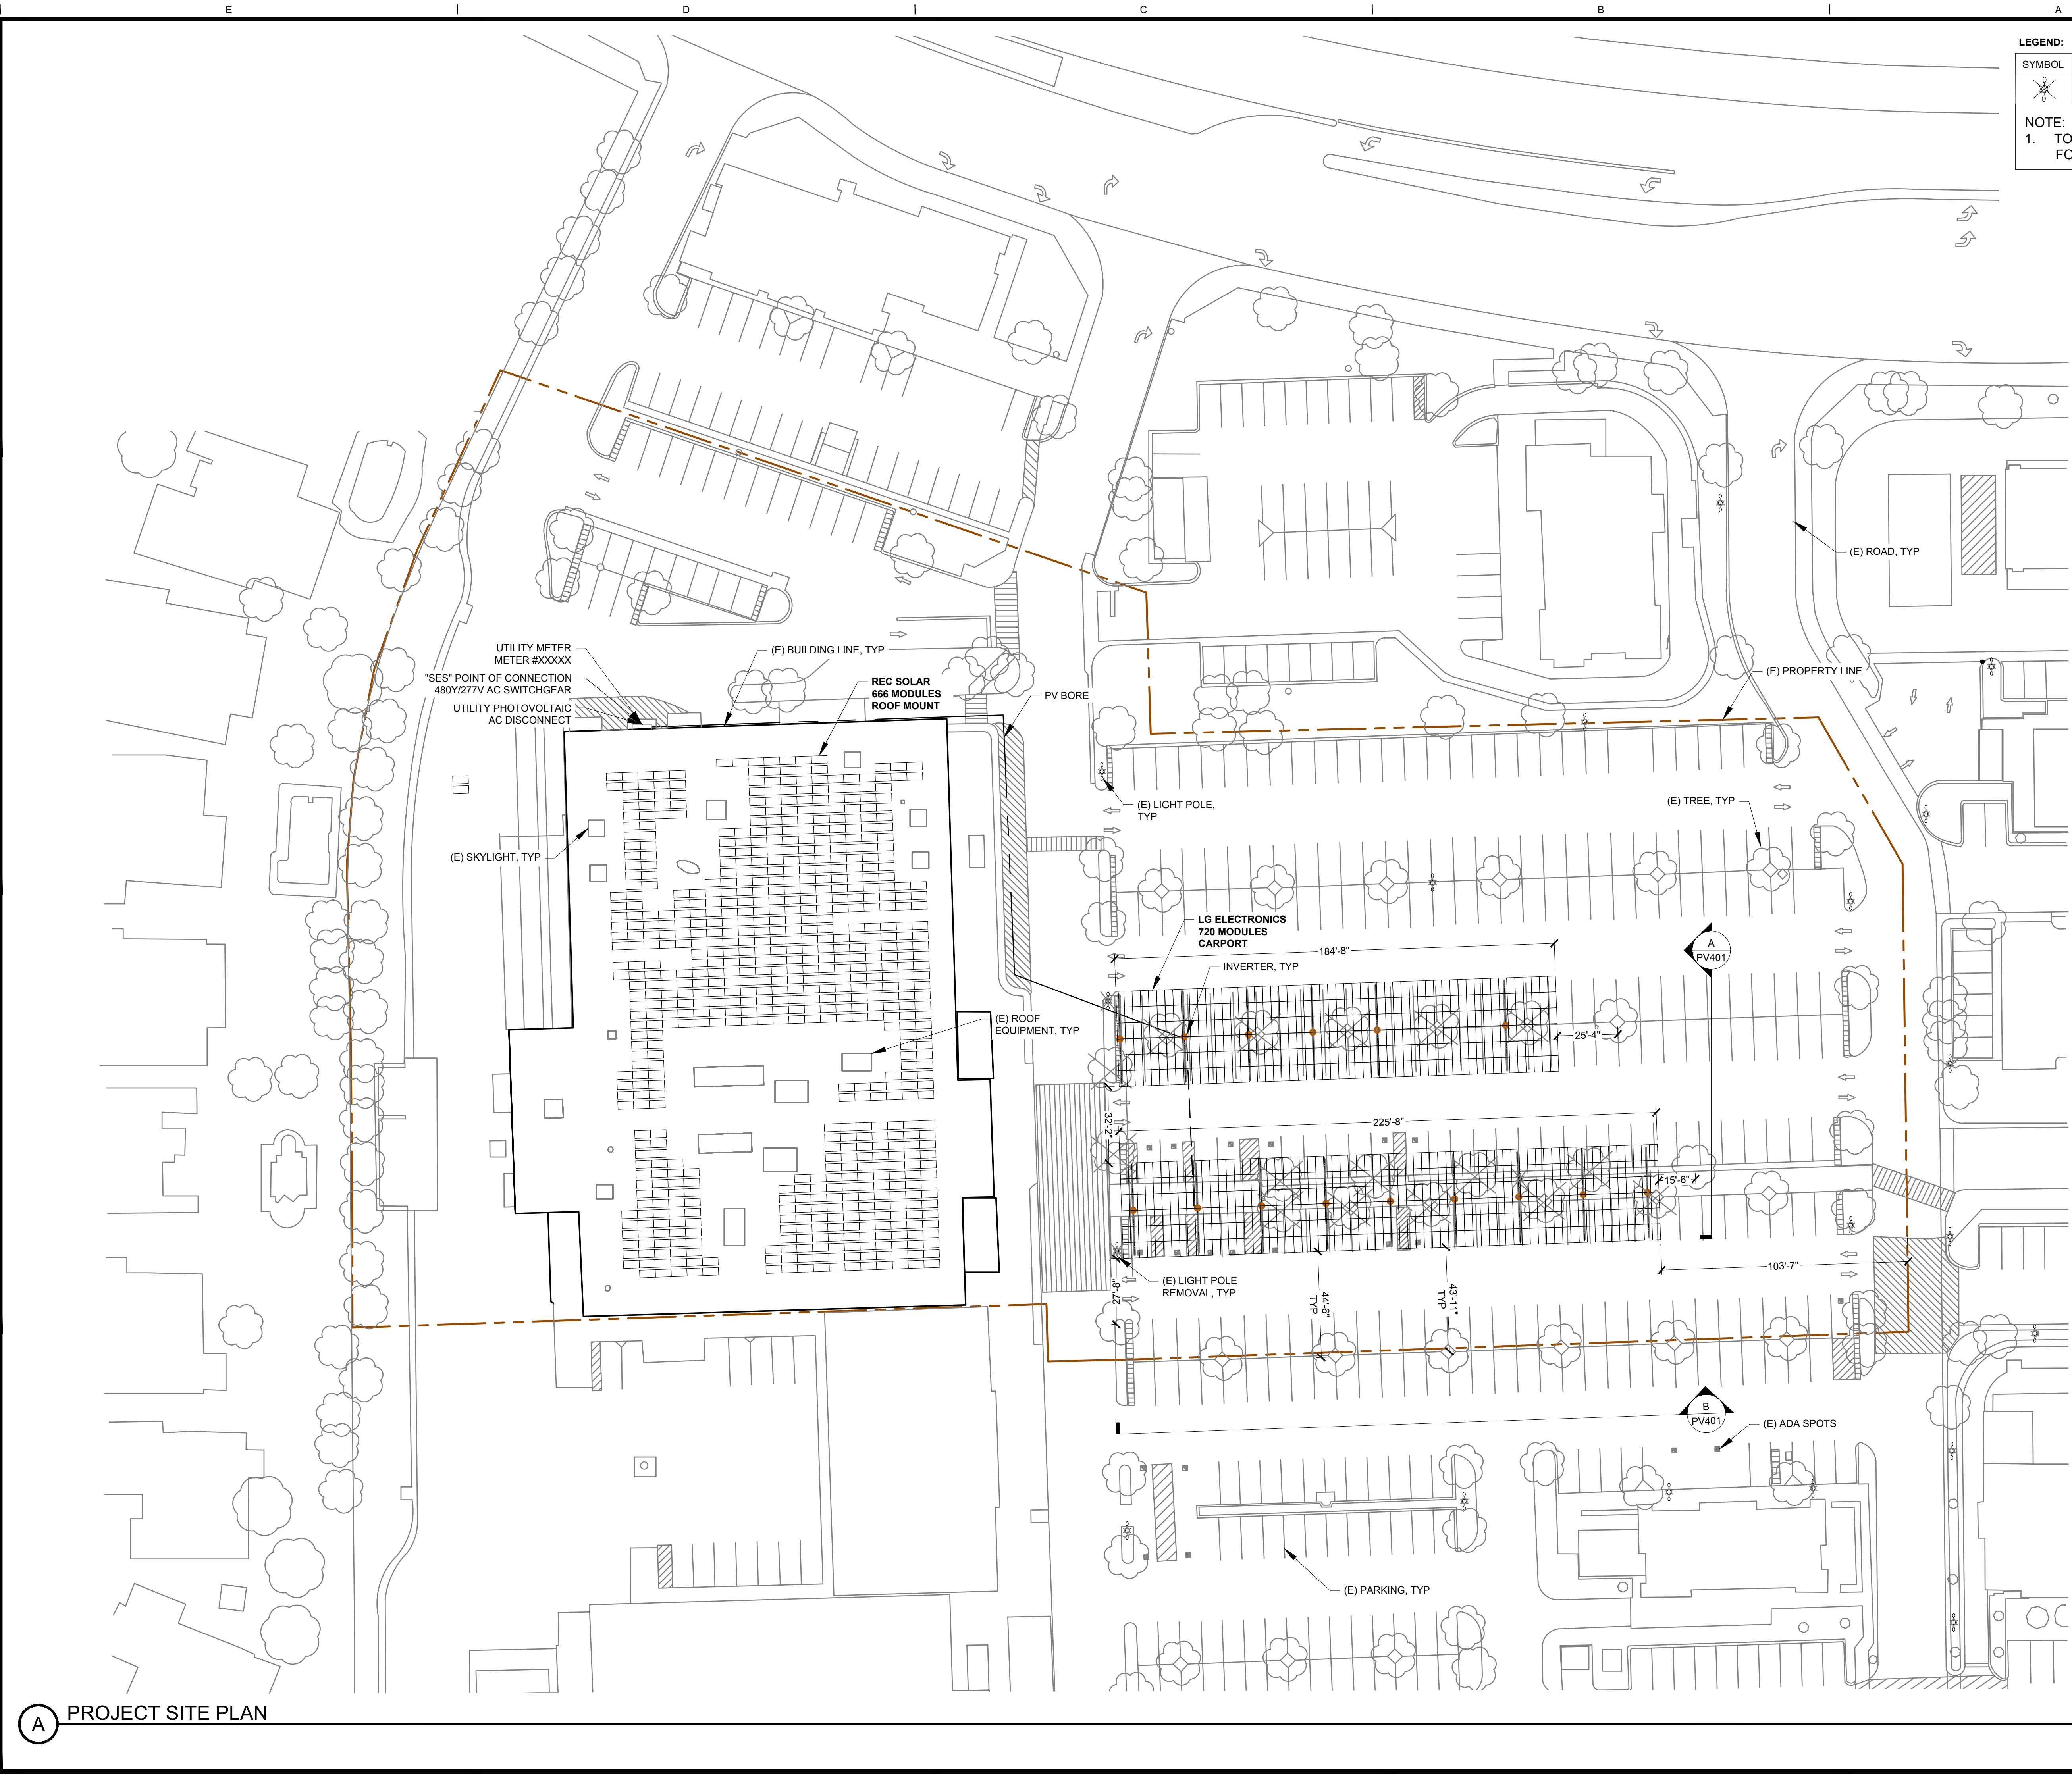 E
D
C
B
A
LEGEND:
SYMBOL
NOTE:
1. TO
FO
(E) ROAD, TYP
UTILITY METER
METER #XXXXX
"SES" POINT OF CONNECTION
480Y/277V AC SWITCHGEAR
UTILITY PHOTOVOLTAIC
AC DISCONNECT
(E) BUILDING LINE, TYP
REC SOLAR
666 MODULES
ROOF MOUNT
PV BORE
(E) PROPERTY LINE
(E) LIGHT POLE,
TYP
(E) TREE, TYP
(E) SKYLIGHT, TYP
LG ELECTRONICS
720 MODULES
CARPORT
184'-8"
INVERTER, TYP
A
PV401
(E) ROOF
EQUIPMENT, TYP
25'-4"
32'-2"
225'-8"
15'-6"
103'-7"
(E) LIGHT POLE
REMOVAL, TYP
27'-8"
44'-6"
TYP
43'-11"
TYP
B
PV401
(E) ADA SPOTS
(E) PARKING, TYP
A
PROJECT SITE PLAN